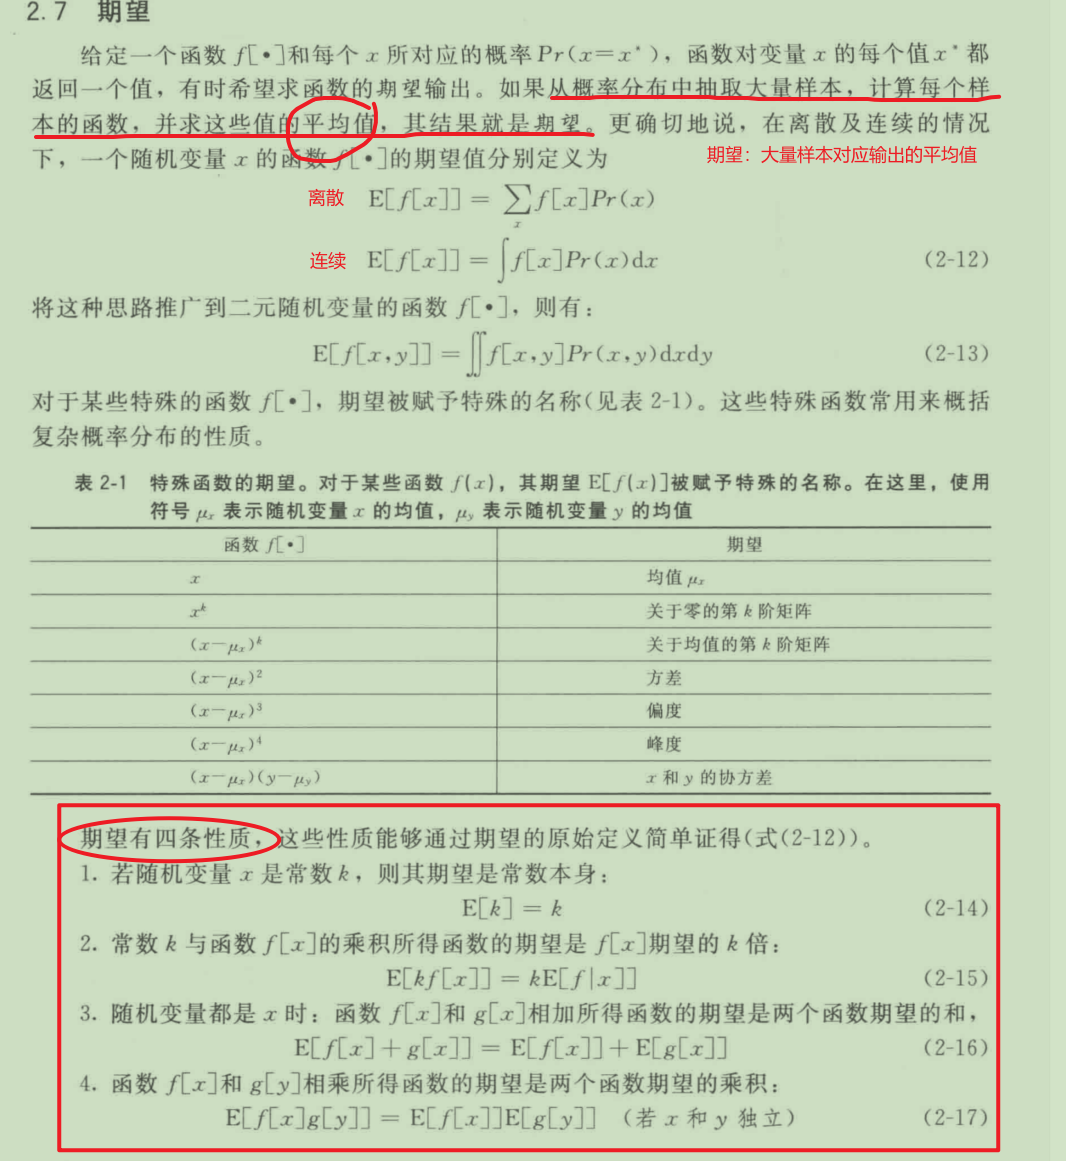 2.7 期望
给定一个函数 f[•]和每个 x 所对应的概率 Pr(x=x*)，函数对变量 x 的每个值 x* 都
返回一个值，有时希望求函数的期望输出。如果从概率分布中抽取大量样本，计算每个样
本的函数，并求这些值的平均值，其结果就是期望。更确切地说，在离散及连续的情况
下，一个随机变量 x 的函数 f[•]的期望值分别定义为
期望：大量样本对应输出的平均值
离散 E[f[x]] = ∑ₓ f[x]Pr(x)
连续 E[f[x]] = ∫f[x]Pr(x)dx (2-12)
将这种思路推广到二元随机变量的函数 f[•]，则有：
E[f[x,y]] = ∬f[x,y]Pr(x,y)dxdy (2-13)
对于某些特殊的函数 f[•]，期望被赋予特殊的名称(见表 2-1)。这些特殊函数常用来概括
复杂概率分布的性质。
表 2-1 特殊函数的期望。对于某些函数 f(x)，其期望 E[f(x)]被赋予特殊的名称。在这里，使用
符号 μₓ 表示随机变量 x 的均值，μᵧ 表示随机变量 y 的均值
函数 f[•] 期望
x 均值 μₓ
xᵏ 关于零的第 k 阶矩阵
(x−μₓ)ᵏ 关于均值的第 k 阶矩阵
(x−μₓ)² 方差
(x−μₓ)³ 偏度
(x−μₓ)⁴ 峰度
(x−μₓ)(y−μᵧ) x 和 y 的协方差
期望有四条性质，这些性质能够通过期望的原始定义简单证得(式(2-12))。
1. 若随机变量 x 是常数 k，则其期望是常数本身：
E[k] = k (2-14)
2. 常数 k 与函数 f[x]的乘积所得函数的期望是 f[x]期望的 k 倍：
E[kf[x]] = kE[f|x]] (2-15)
3. 随机变量都是 x 时：函数 f[x]和 g[x]相加所得函数的期望是两个函数期望的和，
E[f[x]+g[x]] = E[f[x]]+E[g[x]] (2-16)
4. 函数 f[x]和 g[y]相乘所得函数的期望是两个函数期望的乘积：
E[f[x]g[y]] = E[f[x]]E[g[y]] (若 x 和 y 独立) (2-17)